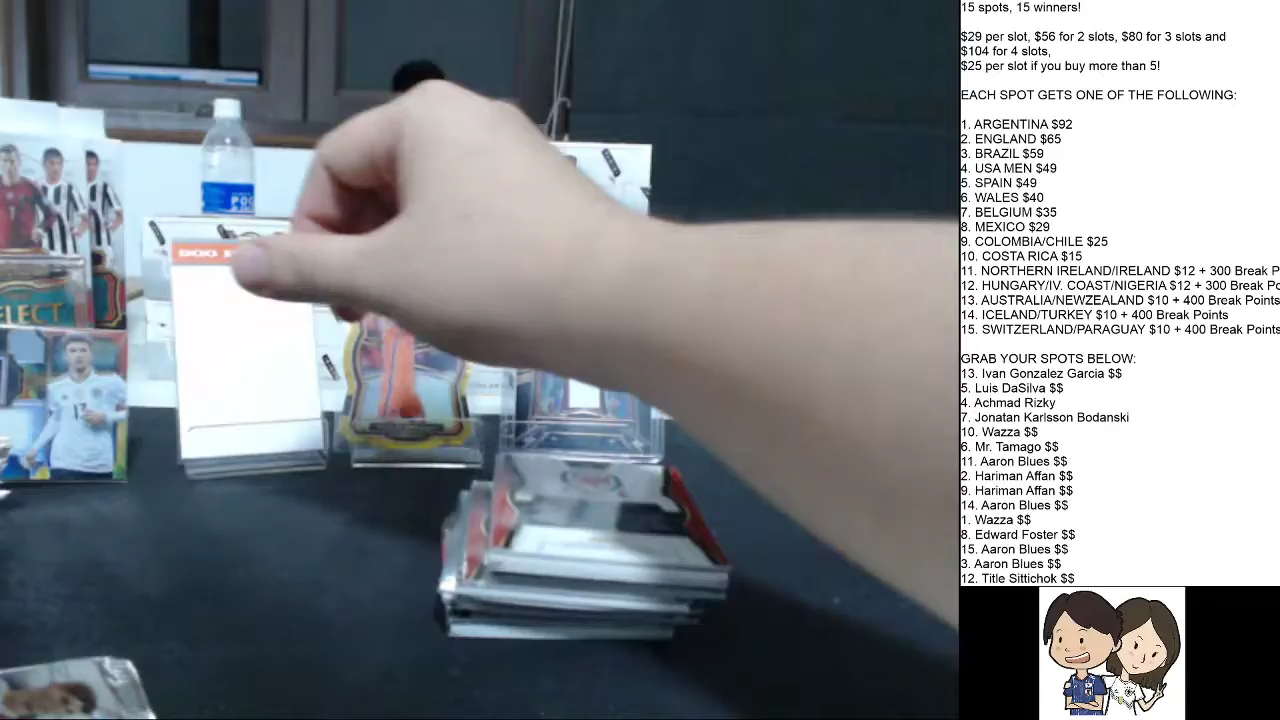 15 spots, 15 winners!
$29 per slot, $56 for 2 slots, $80 for 3 slots and
$104 for 4 slots,
$25 per slot if you buy more than 5!
EACH SPOT GETS ONE OF THE FOLLOWING:
1. ARGENTINA $92
2. ENGLAND $65
3. BRAZIL $59
4. USA MEN $49
5. SPAIN $49
6. WALES $40
7. BELGIUM $35
8. MEXICO $29
9. COLOMBIA/CHILE $25
10. COSTA RICA $15
11. NORTHERN IRELAND/IRELAND $12 + 300 Break P
12. HUNGARY/IV. COAST/NIGERIA $12 + 300 Break Po
13. AUSTRALIA/NEWZEALAND $10 + 400 Break Points
14. ICELAND/TURKEY $10 + 400 Break Points
15. SWITZERLAND/PARAGUAY $10 + 400 Break Points
GRAB YOUR SPOTS BELOW:
13. Ivan Gonzalez Garcia $$
5. Luis DaSilva $$
4. Achmad Rizky
7. Jonatan Karlsson Bodanski
10. Wazza $$
6. Mr. Tamago $$
11. Aaron Blues $$
2. Hariman Affan $$
9. Hariman Affan $$
14. Aaron Blues $$
1. Wazza $$
8. Edward Foster $$
15. Aaron Blues $$
3. Aaron Blues $$
12. Title Sittichok $$